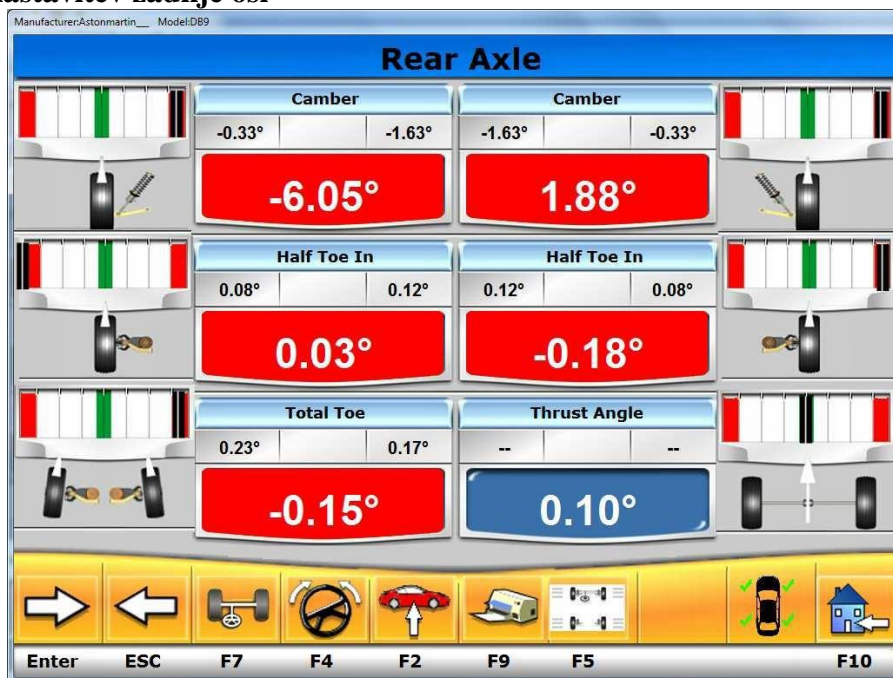 nastavitev zadnje osi
Manufacturer:Astonmartin__ Model:DB9
Rear Axle
Camber Camber
-0.33° -1.63° -1.63° -0.33°
-6.05° 1.88°
Half Toe In Half Toe In
0.08° 0.12° 0.12° 0.08°
0.03° -0.18°
Total Toe Thrust Angle
0.23° 0.17° -- --
-0.15° 0.10°
Enter ESC F7 F4 F2 F9 F5 F10